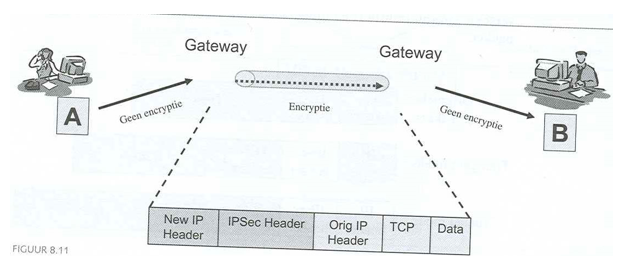 Gateway
Gateway
A
Geen encryptie
Encryptie
Geen encryptie
B
New IP Header
IPSec Header
Orig IP Header
TCP
Data
FIGUUR 8.11